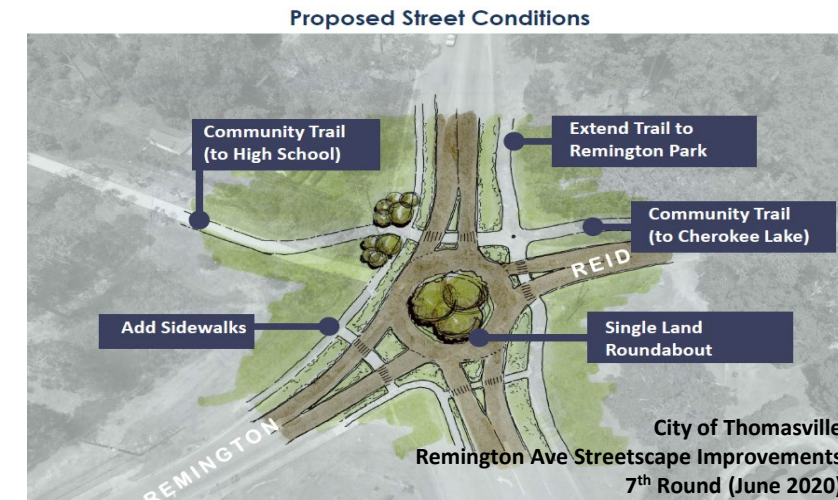 Proposed Street Conditions
Community Trail
(to High School)
Extend Trail to
Remington Park
Community Trail
(to Cherokee Lake)
REID
Add Sidewalks
Single Land
Roundabout
REMINGTON
City of Thomasville
Remington Ave Streetscape Improvements
7th Round (June 2020)